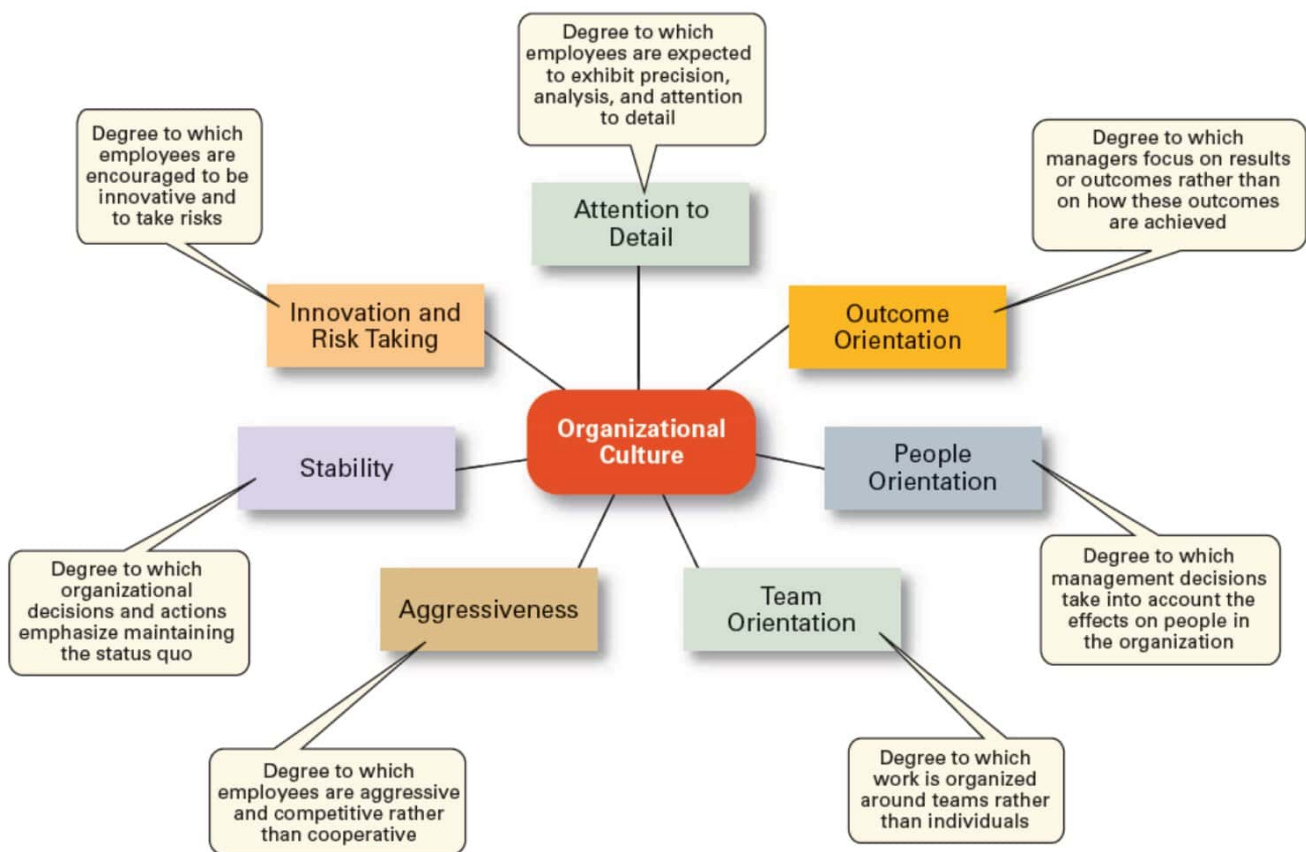 Degree to which
employees are expected
to exhibit precision,
analysis, and attention
to detail
Degree to which
employees are
encouraged to be
innovative and
to take risks
Degree to which
managers focus on results
or outcomes rather than
on how these outcomes
are achieved
Attention to
Detail
Innovation and
Risk Taking
Outcome
Orientation
Organizational
Culture
Stability
People
Orientation
Degree to which
organizational
decisions and actions
emphasize maintaining
the status quo
Aggressiveness
Team
Orientation
Degree to which
management decisions
take into account the
effects on people in
the organization
Degree to which
employees are aggressive
and competitive rather
than cooperative
Degree to which
work is organized
around teams rather
than individuals